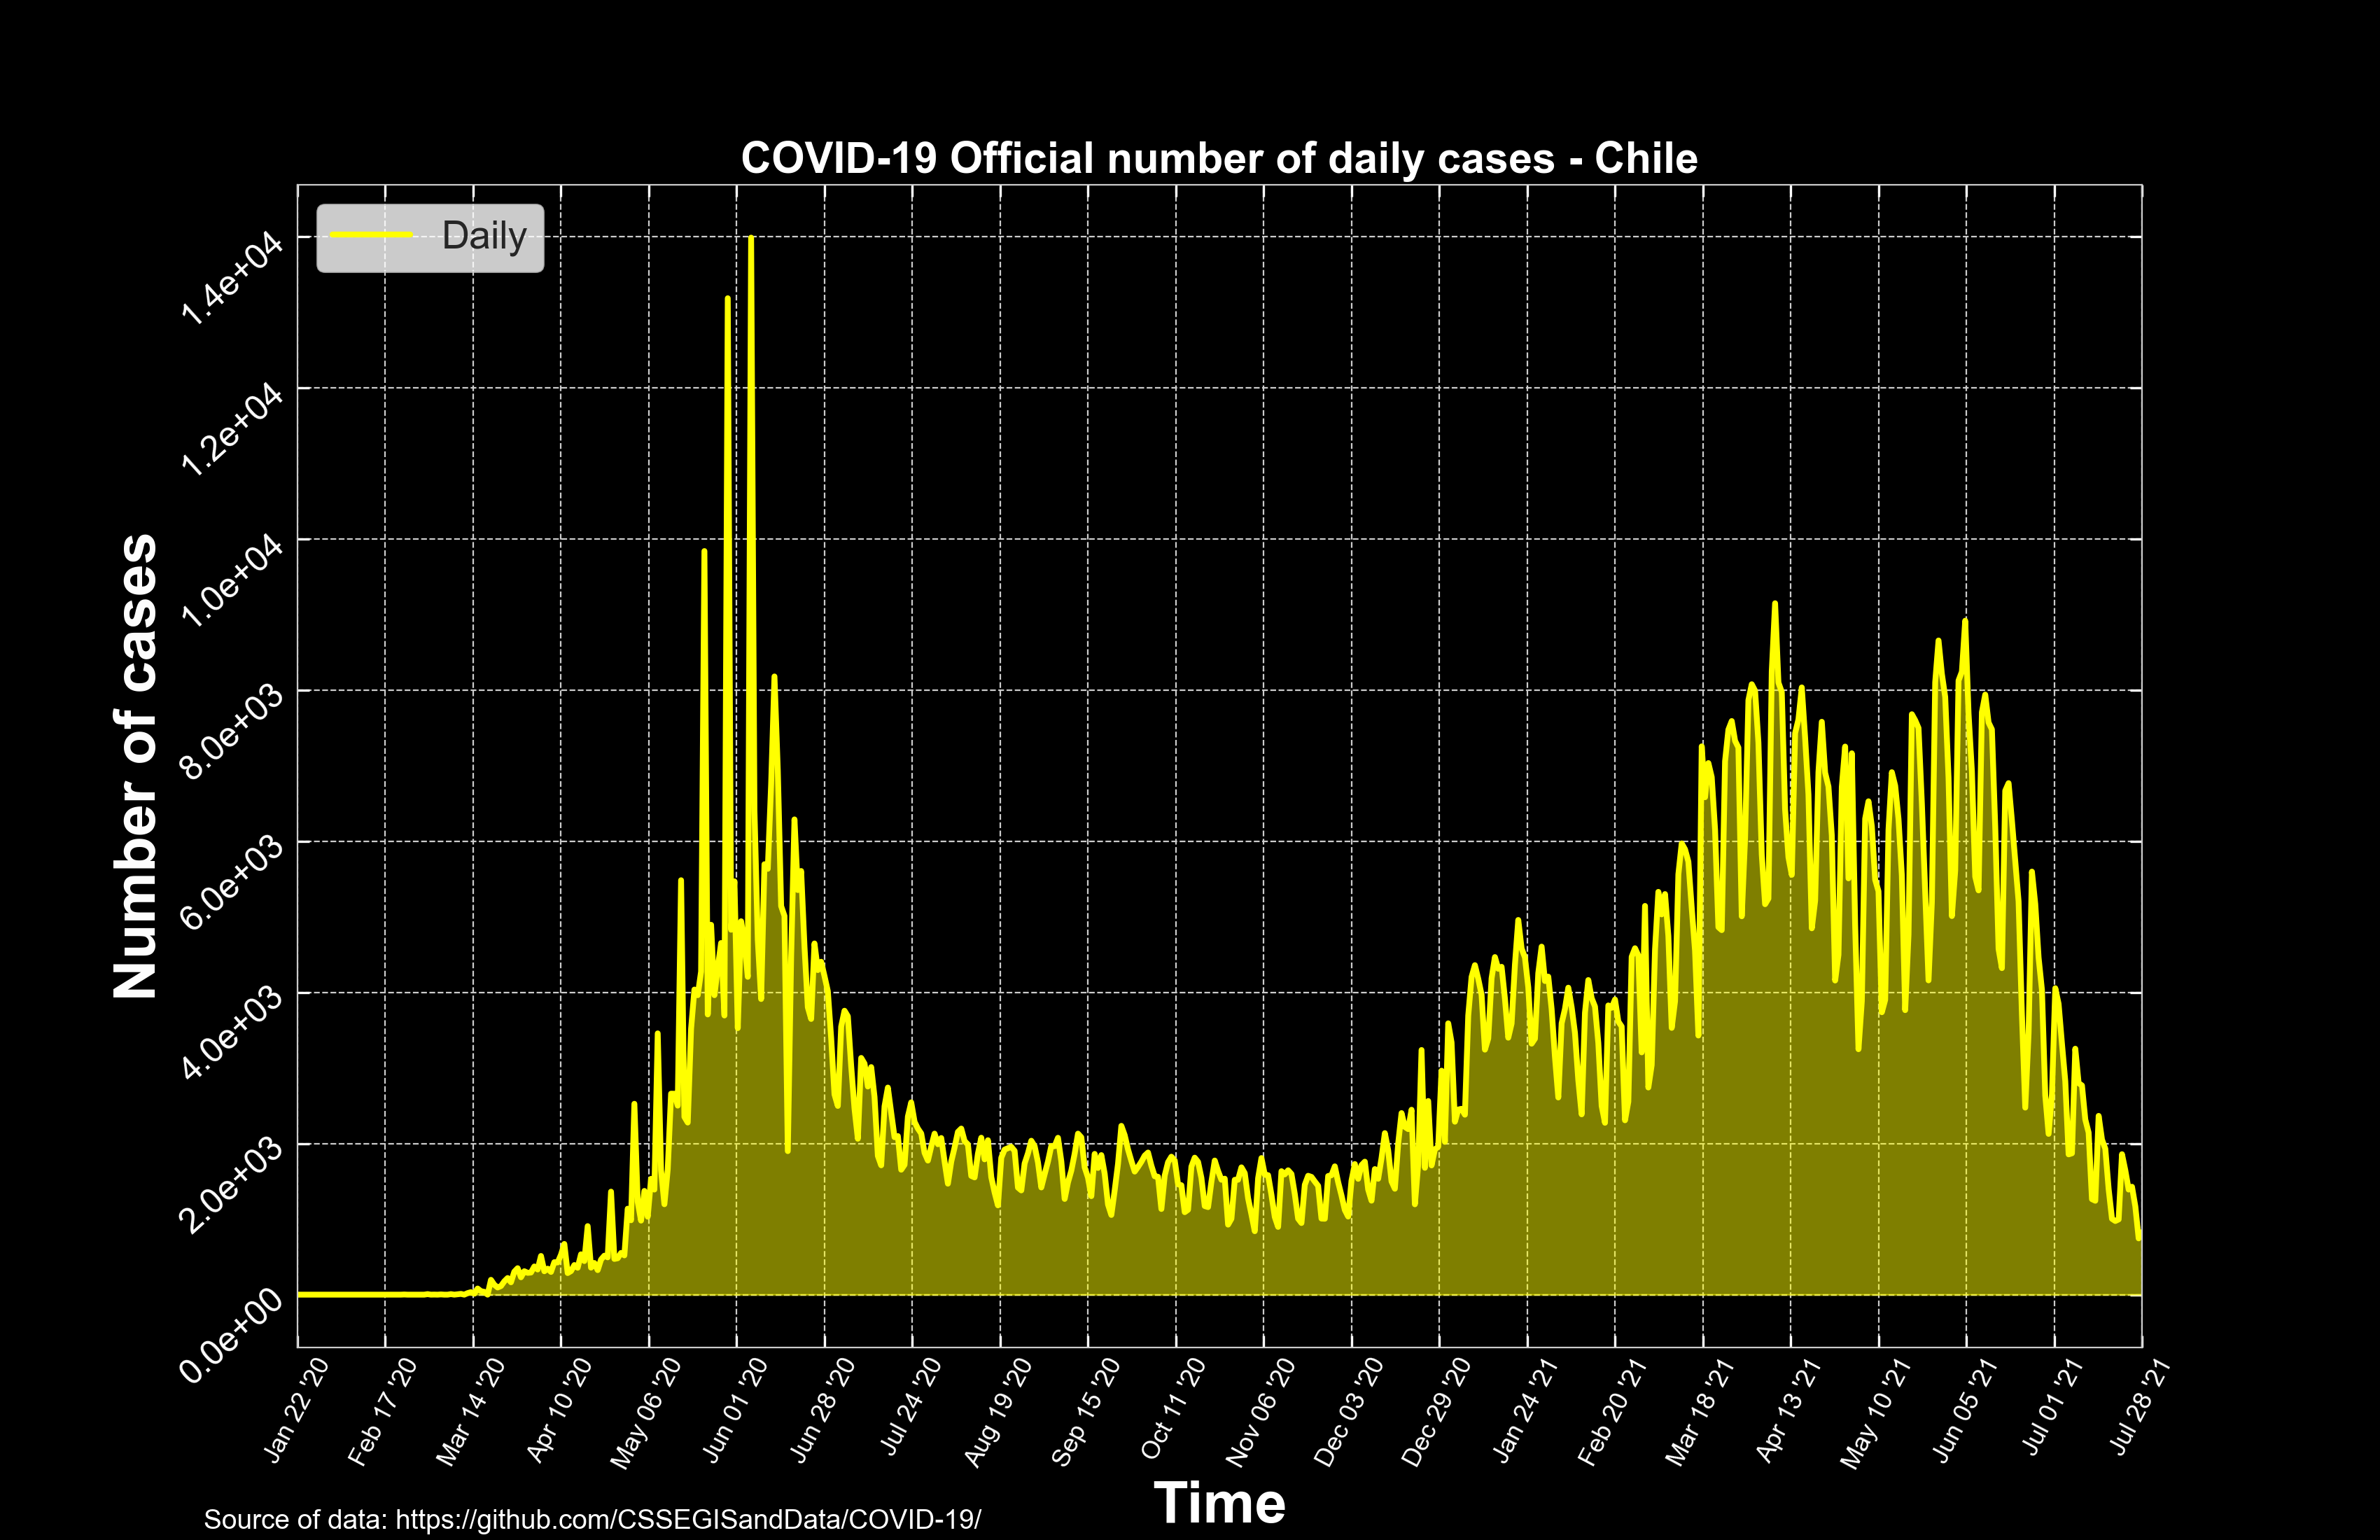 COVID-19 Official number of daily cases - Chile
Daily
Number of cases
1.4e+04
1.2e+04
1.0e+04
8.0e+03
6.0e+03
4.0e+03
2.0e+03
0.0e+00
Jan 22 '20
Feb 17 '20
Mar 14 '20
Apr 10 '20
May 06 '20
Jun 01 '20
Jun 28 '20
Jul 24 '20
Aug 19 '20
Sep 15 '20
Oct 11 '20
Nov 06 '20
Dec 03 '20
Dec 29 '20
Jan 24 '21
Feb 20 '21
Mar 18 '21
Apr 13 '21
May 10 '21
Jun 05 '21
Jul 01 '21
Jul 28 '21
Time
Source of data: https://github.com/CSSEGISandData/COVID-19/